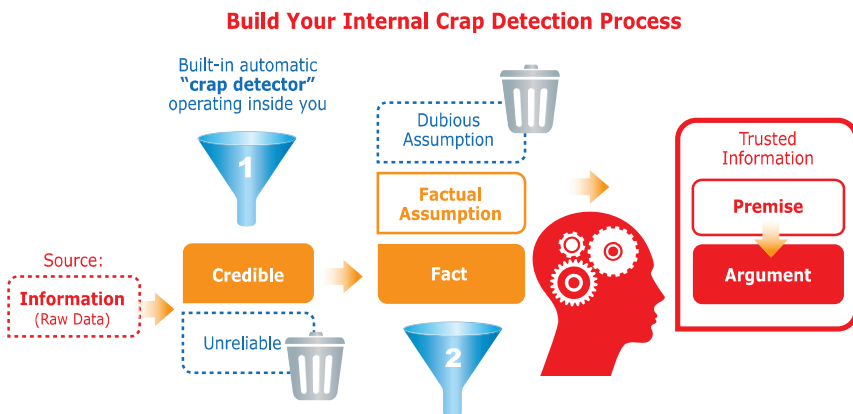 Build Your Internal Crap Detection Process
Built-in automatic
“crap detector”
operating inside you
1
Source:
Information
(Raw Data)
Credible
Unreliable
Dubious
Assumption
Factual
Assumption
Fact
2
Trusted
Information
Premise
Argument